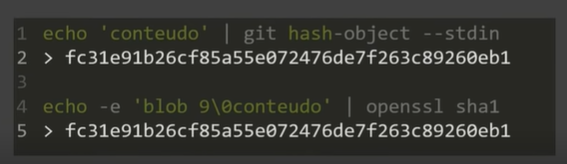 1 echo 'conteudo' | git hash-object --stdin
2 > fc31e91b26cf85a55e072476de7f263c89260eb1
3
4 echo -e 'blob 9\0conteudo' | openssl sha1
5 > fc31e91b26cf85a55e072476de7f263c89260eb1